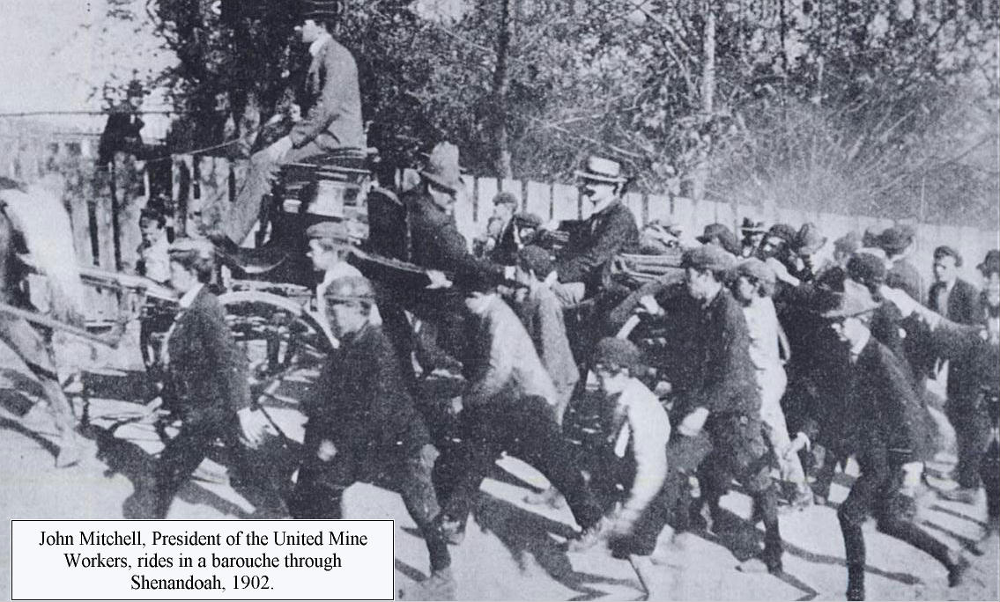 John Mitchell, President of the United Mine
Workers, rides in a barouche through
Shenandoah, 1902.